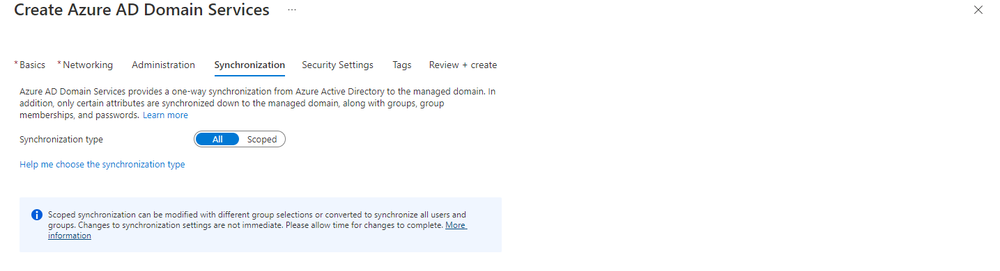 Create Azure AD Domain Services ...
* Basics * Networking Administration Synchronization Security Settings Tags Review + create
Azure AD Domain Services provides a one-way synchronization from Azure Active Directory to the managed domain. In
addition, only certain attributes are synchronized down to the managed domain, along with groups, group
memberships, and passwords. Learn more
Synchronization type All Scoped
Help me choose the synchronization type
Scoped synchronization can be modified with different group selections or converted to synchronize all users and
groups. Changes to synchronization settings are not immediate. Please allow time for changes to complete. More
information